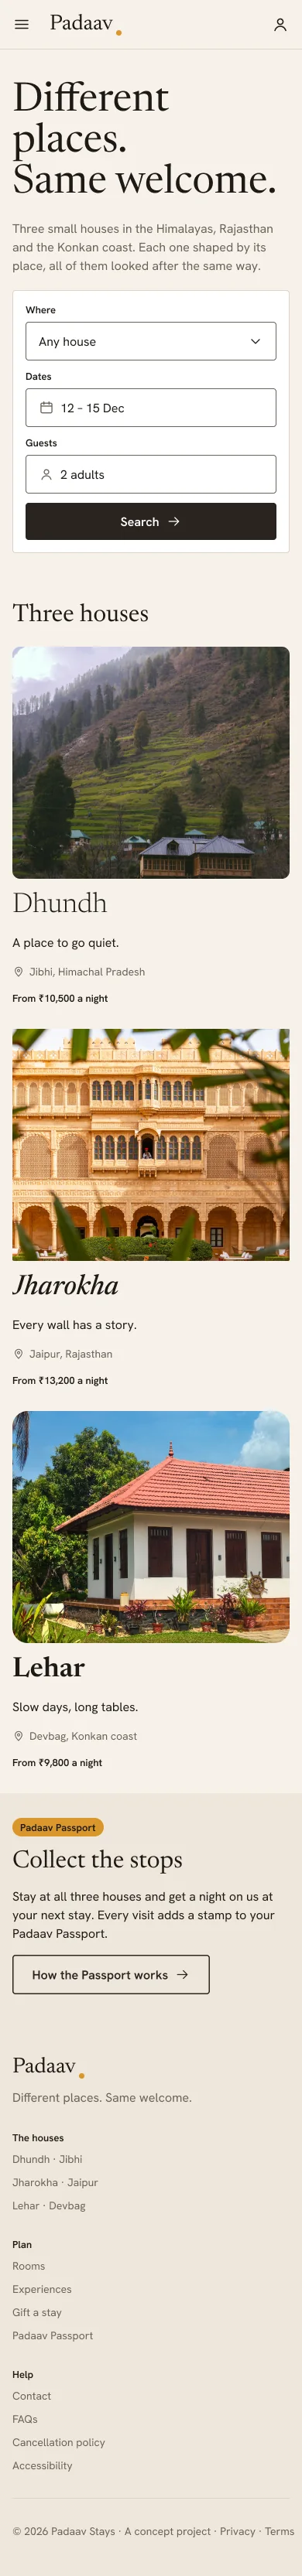 Padaav
Different
places.
Same welcome.
Three small houses in the Himalayas, Rajasthan
and the Konkan coast. Each one shaped by its
place, all of them looked after the same way.
Where
Any house
Dates
12 – 15 Dec
Guests
2 adults
Search →
Three houses
Dhundh
A place to go quiet.
Jibhi, Himachal Pradesh
From ₹10,500 a night
Jharokha
Every wall has a story.
Jaipur, Rajasthan
From ₹13,200 a night
Lehar
Slow days, long tables.
Devbag, Konkan coast
From ₹9,800 a night
Padaav Passport
Collect the stops
Stay at all three houses and get a night on us at
your next stay. Every visit adds a stamp to your
Padaav Passport.
How the Passport works →
Padaav
Different places. Same welcome.
The houses
Dhundh · Jibhi
Jharokha · Jaipur
Lehar · Devbag
Plan
Rooms
Experiences
Gift a stay
Padaav Passport
Help
Contact
FAQs
Cancellation policy
Accessibility
© 2026 Padaav Stays · A concept project · Privacy · Terms